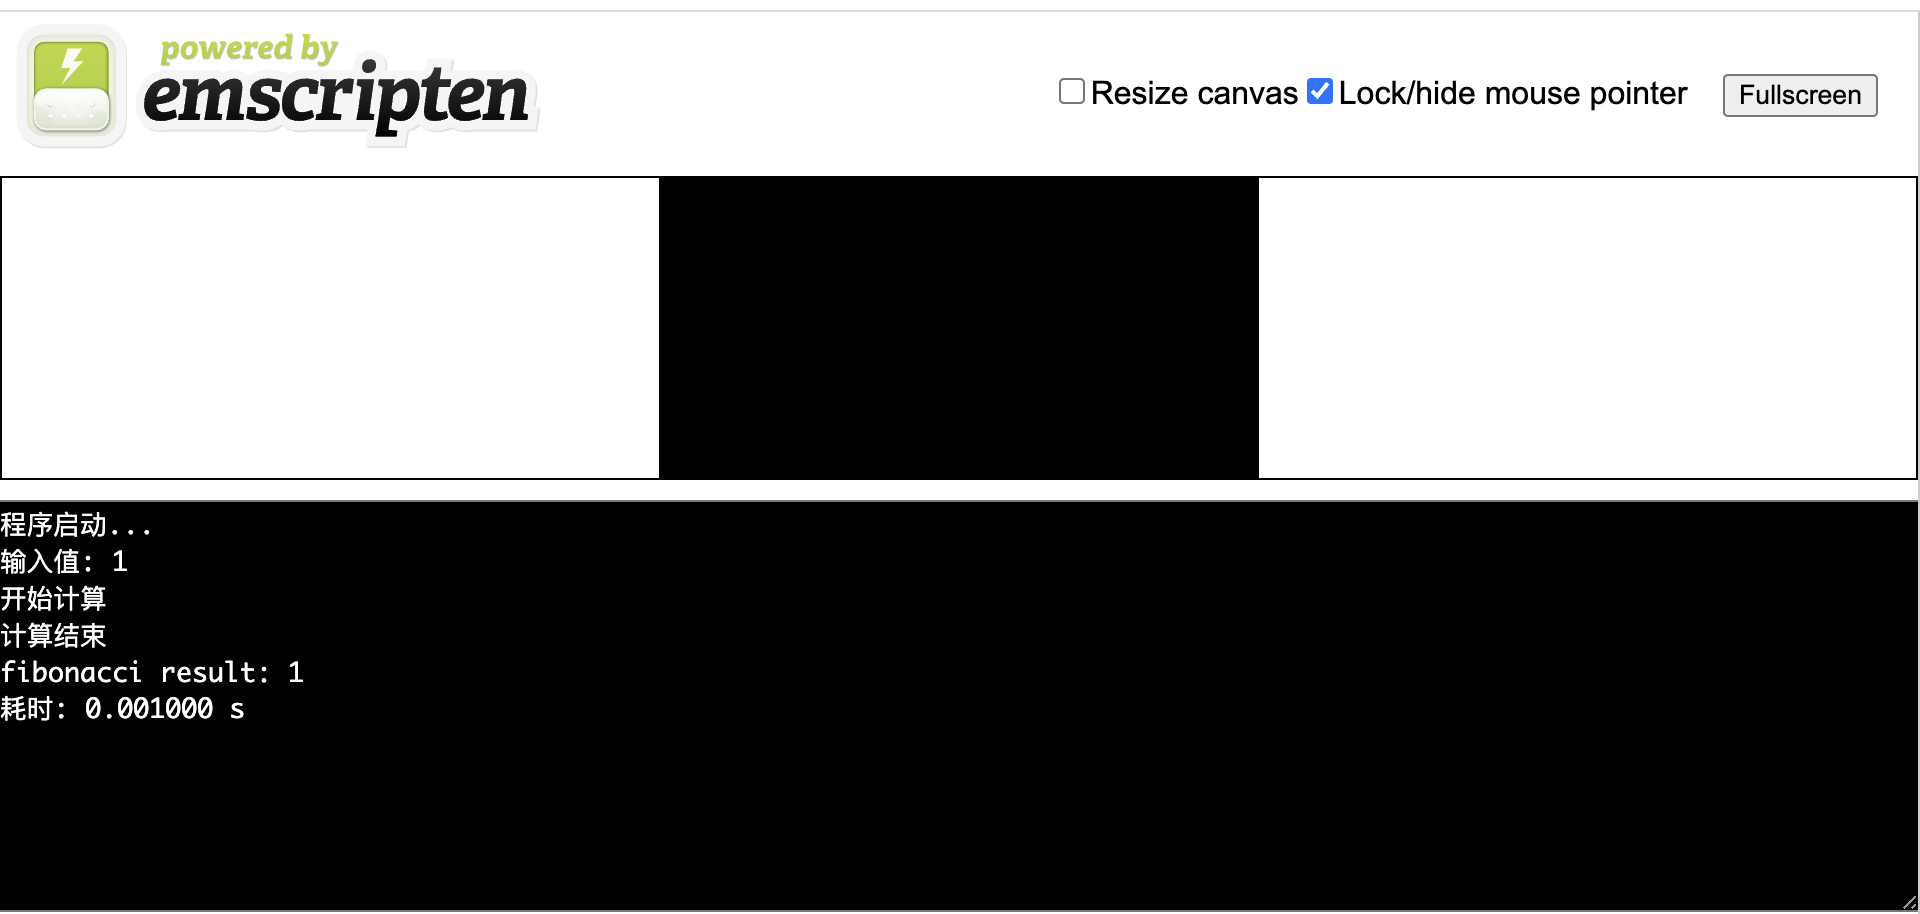 powered by
emscripten
Resize canvas Lock/hide mouse pointer Fullscreen
程序启动...
输入值: 1
开始计算
计算结束
fibonacci result: 1
耗时: 0.001000 s